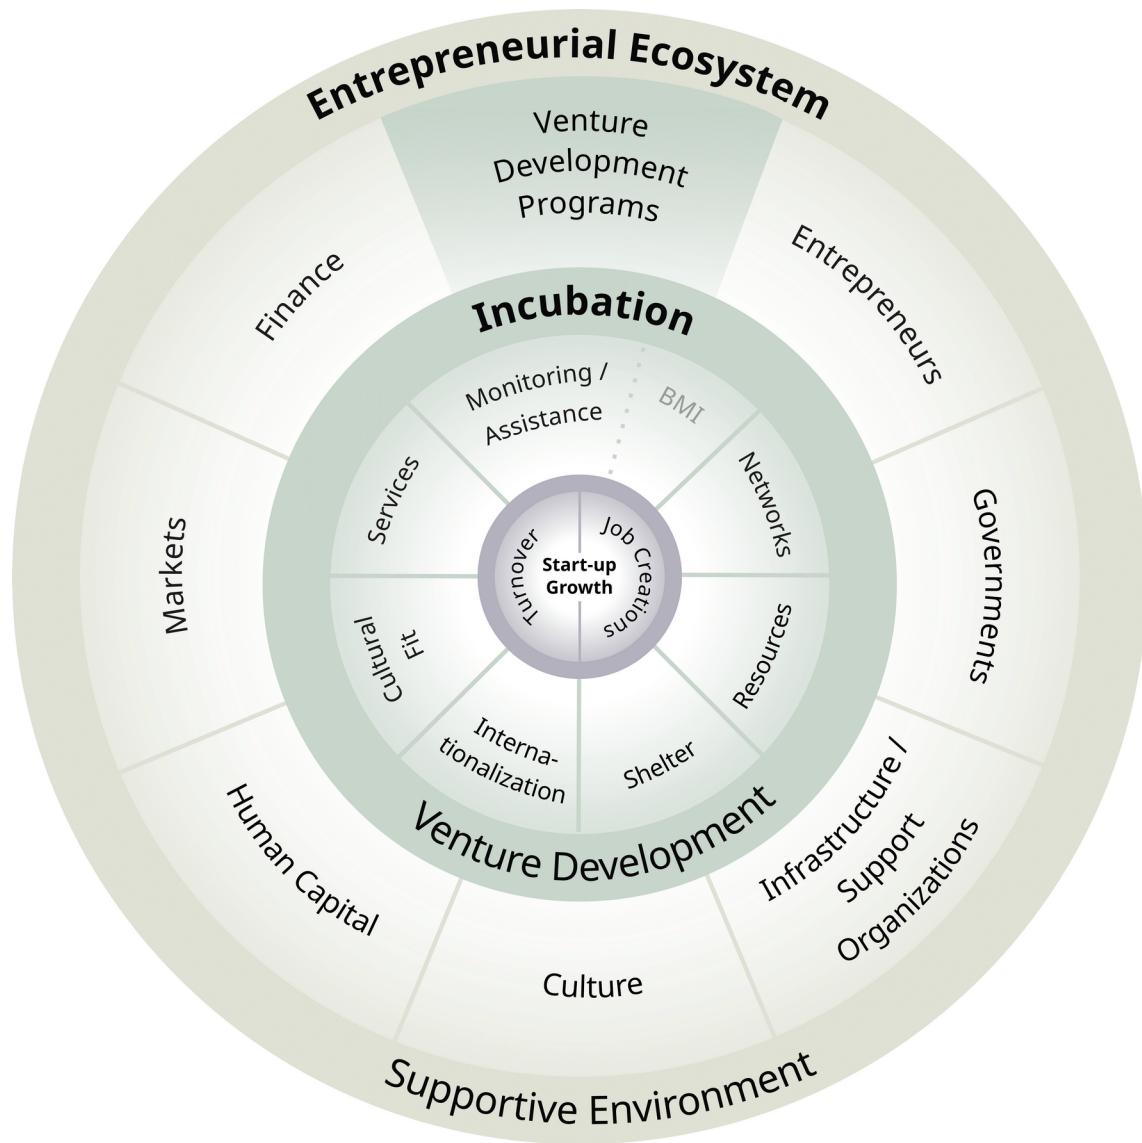 Entrepreneurial Ecosystem
Venture
Development
Programs
Entrepreneurs
Governments
Infrastructure /
Support
Organizations
Culture
Human Capital
Markets
Finance
Incubation
Monitoring /
Assistance
BMI
Networks
Resources
Shelter
Interna-
tionalization
Cultural
Fit
Services
Turnover
Job Creations
Start-up
Growth
Venture Development
Supportive Environment